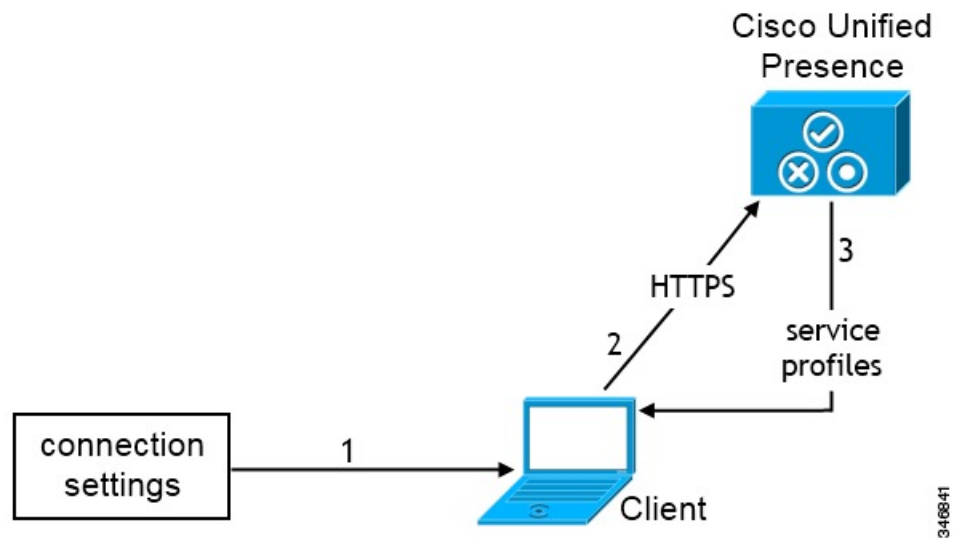 Cisco Unified
Presence
3
HTTPS
2
service
profiles
connection
settings
1
Client
346841